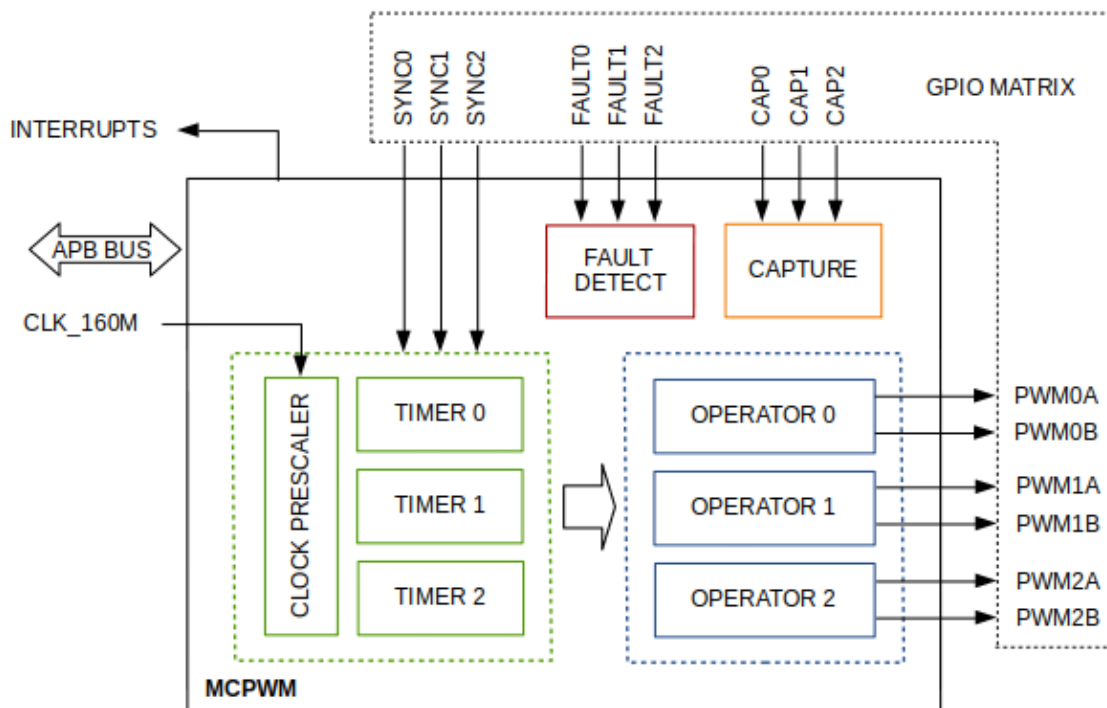 SYNC0
SYNC1
SYNC2
FAULT0
FAULT1
FAULT2
CAP0
CAP1
CAP2
GPIO MATRIX
INTERRUPTS
APB BUS
FAULT
DETECT
CAPTURE
CLK_160M
CLOCK PRESCALER
TIMER 0
TIMER 1
TIMER 2
OPERATOR 0
OPERATOR 1
OPERATOR 2
PWM0A
PWM0B
PWM1A
PWM1B
PWM2A
PWM2B
MCPWM